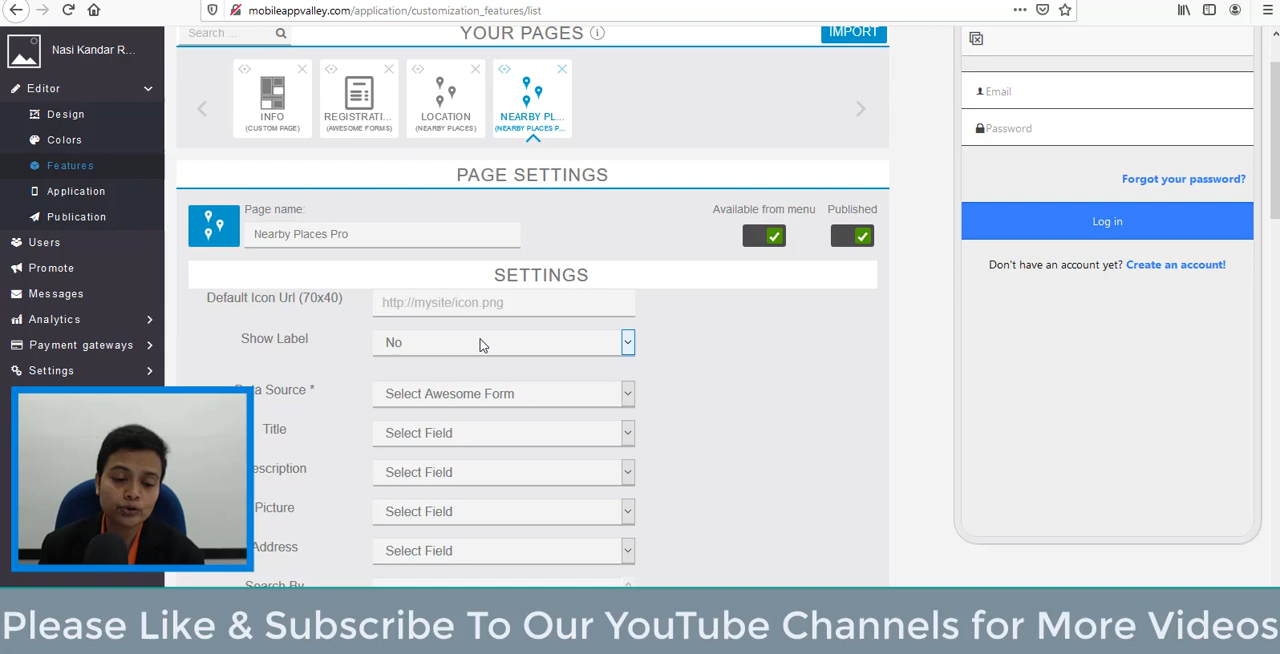 mobileappvalley.com/application/customization_features/list
Nasi Kandar R...
Editor
Design
Colors
Features
Application
Publication
Users
Promote
Messages
Analytics
Payment gateways
Settings
Search ...
YOUR PAGES
IMPORT
INFO
(CUSTOM PAGE)
REGISTRATI...
(AWESOME FORMS)
LOCATION
(NEARBY PLACES)
NEARBY PL...
(NEARBY PLACES P...
PAGE SETTINGS
Page name:
Nearby Places Pro
Available from menu
Published
SETTINGS
Default Icon Url (70x40)
http://mysite/icon.png
Show Label
No
Data Source *
Select Awesome Form
Title
Select Field
escription
Select Field
Picture
Select Field
Address
Select Field
Search By
Email
Password
Forgot your password?
Log in
Don't have an account yet? Create an account!
Please Like & Subscribe To Our YouTube Channels for More Videos